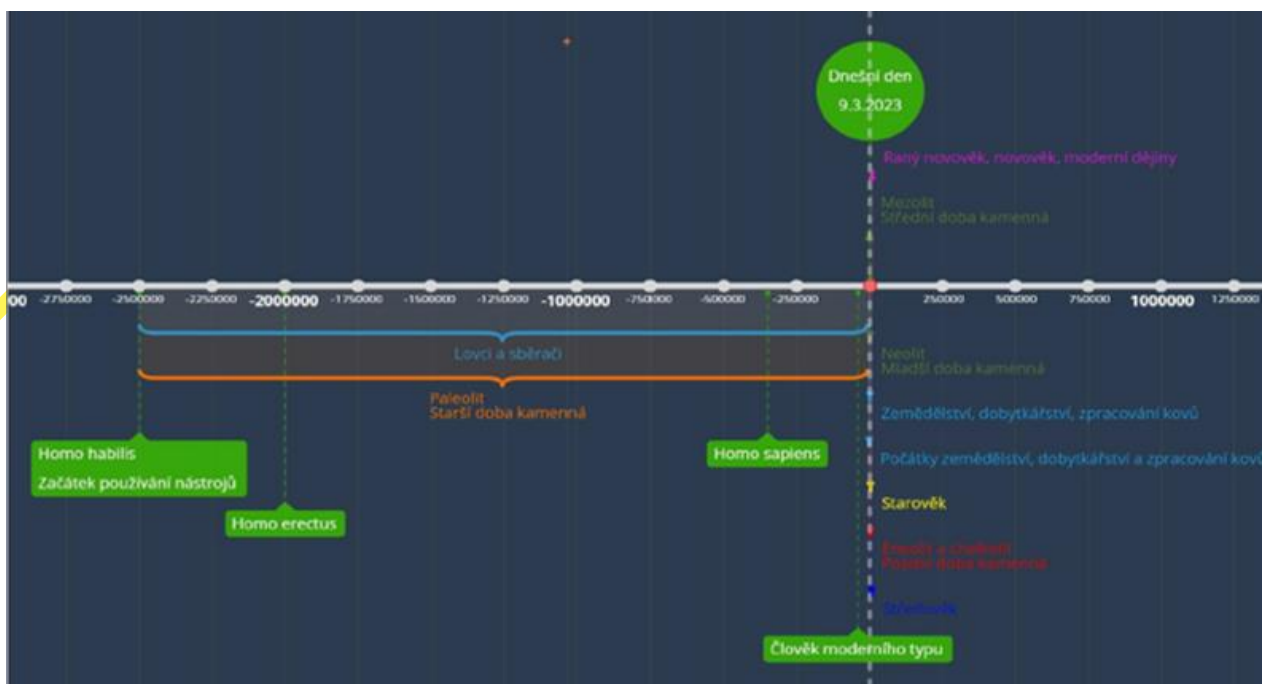 Dnešní den
9.3.2023
Raný novověk, novověk, moderní dějiny
Mezolit
Střední doba kamenná
00 -2750000 -2500000 -2250000 -2000000 -1750000 -1500000 -1250000 -1000000 -750000 -500000 -250000 250000 500000 750000 1000000 1250000
Lovci a sběrači
Neolit
Mladší doba kamenná
Paleolit
Starší doba kamenná
Zemědělství, dobytkářství, zpracování kovů
Homo habilis
Začátek používání nástrojů
Homo sapiens
Počátky zemědělství, dobytkářství a zpracování kovů
Starověk
Homo erectus
Eneolit a chalkolit
Pozdní doba kamenná
Středověk
Člověk moderního typu